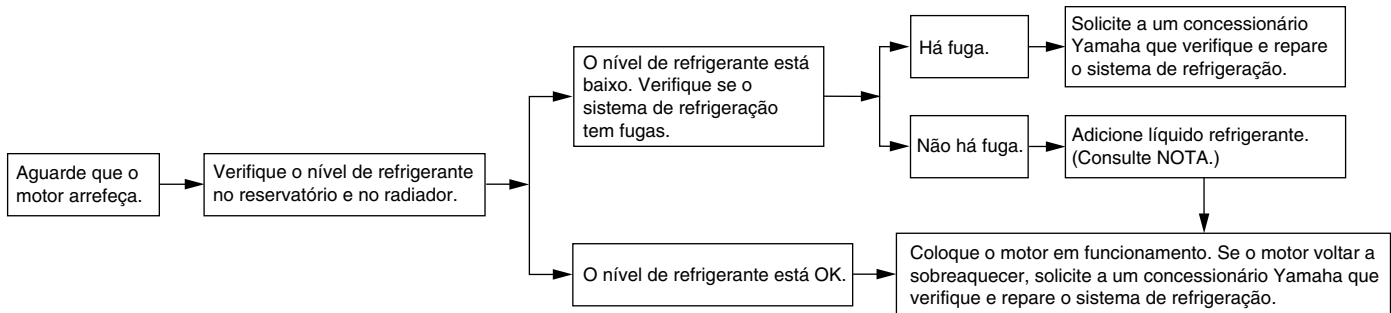 Aguarde que o
motor arrefeça.
Verifique o nível de refrigerante
no reservatório e no radiador.
O nível de refrigerante está
baixo. Verifique se o
sistema de refrigeração
tem fugas.
Há fuga.
Solicite a um concessionário
Yamaha que verifique e repare
o sistema de refrigeração.
Não há fuga.
Adicione líquido refrigerante.
(Consulte NOTA.)
O nível de refrigerante está OK.
Coloque o motor em funcionamento. Se o motor voltar a
sobreaquecer, solicite a um concessionário Yamaha que
verifique e repare o sistema de refrigeração.